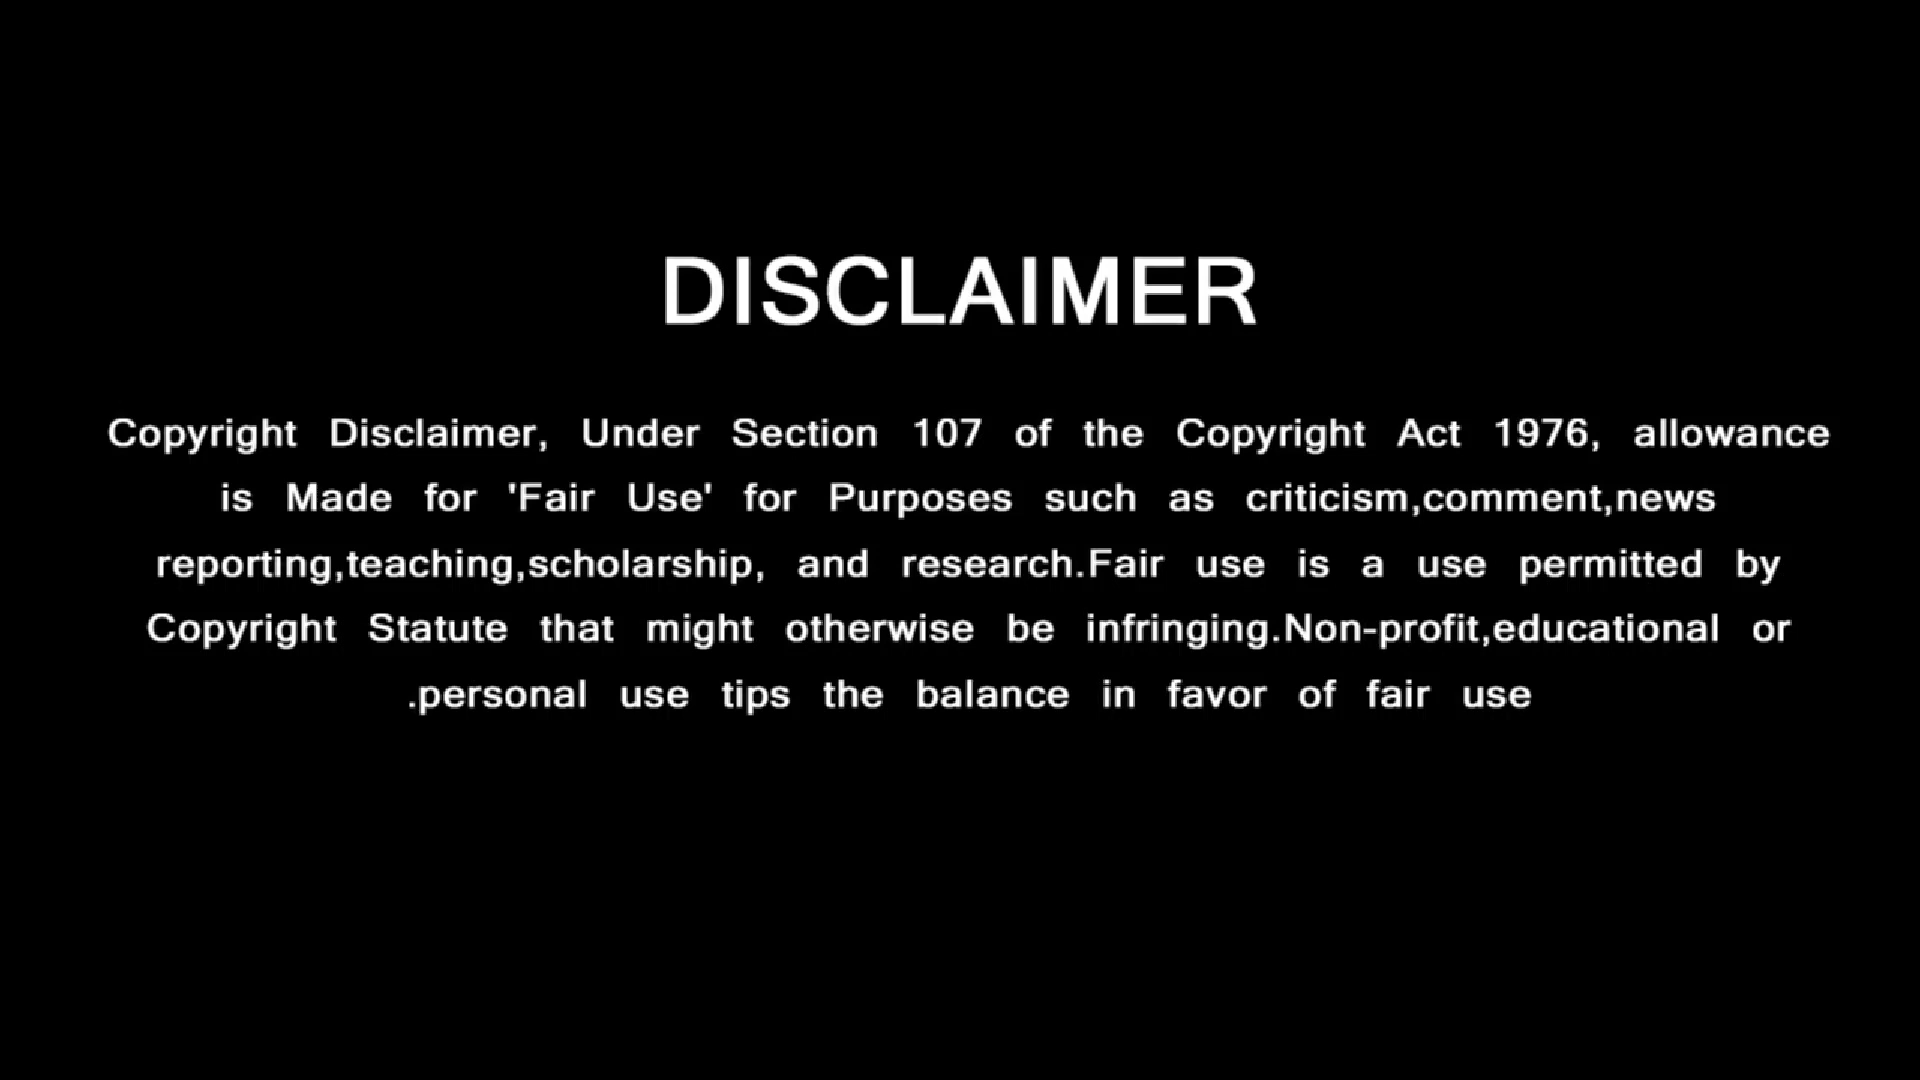 DISCLAIMER
Copyright Disclaimer, Under Section 107 of the Copyright Act 1976, allowance
is Made for 'Fair Use' for Purposes such as criticism,comment,news
reporting,teaching,scholarship, and research.Fair use is a use permitted by
Copyright Statute that might otherwise be infringing.Non-profit,educational or
.personal use tips the balance in favor of fair use